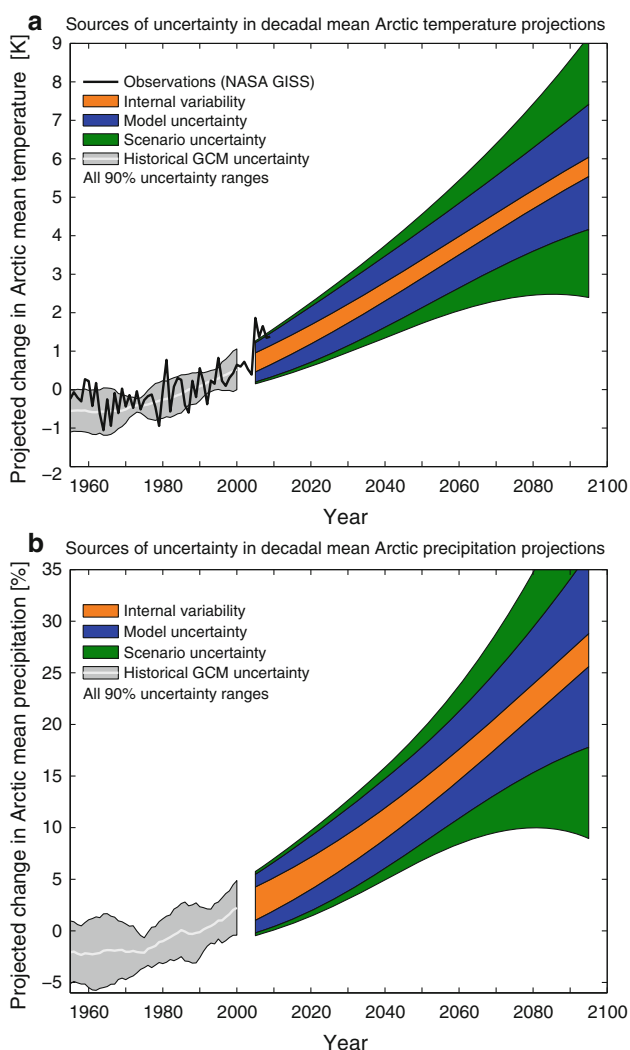 a Sources of uncertainty in decadal mean Arctic temperature projections
Projected change in Arctic mean temperature [K]
9
8
7
6
5
4
3
2
1
0
−1
−2
Observations (NASA GISS)
Internal variability
Model uncertainty
Scenario uncertainty
Historical GCM uncertainty
All 90% uncertainty ranges
1960 1980 2000 2020 2040 2060 2080 2100
Year
b Sources of uncertainty in decadal mean Arctic precipitation projections
Projected change in Arctic mean precipitation [%]
35
30
25
20
15
10
5
0
−5
Internal variability
Model uncertainty
Scenario uncertainty
Historical GCM uncertainty
All 90% uncertainty ranges
1960 1980 2000 2020 2040 2060 2080 2100
Year